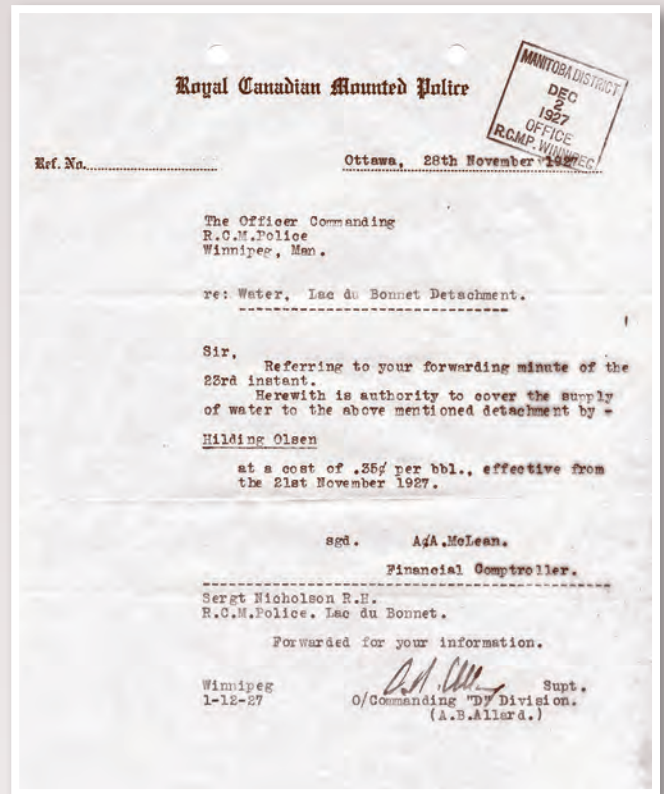 Royal Canadian Mounted Police
MANITOBA DISTRICT
DEC
2
1927
OFFICE
R.C.M.P. WINNIPEG
Ref. No.
Ottawa, 28th November 1927
The Officer Commanding
R.C.M.Police
Winnipeg, Man.
re: Water, Lac du Bonnet Detachment.
Sir,
Referring to your forwarding minute of the
23rd instant.
Herewith is authority to cover the supply
of water to the above mentioned detachment by -
Hilding Olsen
at a cost of .35¢ per bbl., effective from
the 21st November 1927.
sgd. A¢A.McLean.
Financial Comptroller.
Sergt Nicholson R.H.
R.C.M.Police. Lac du Bonnet.
Forwarded for your information.
Winnipeg Supt.
1-12-27 O/Commanding "D" Division.
(A.B.Allard.)